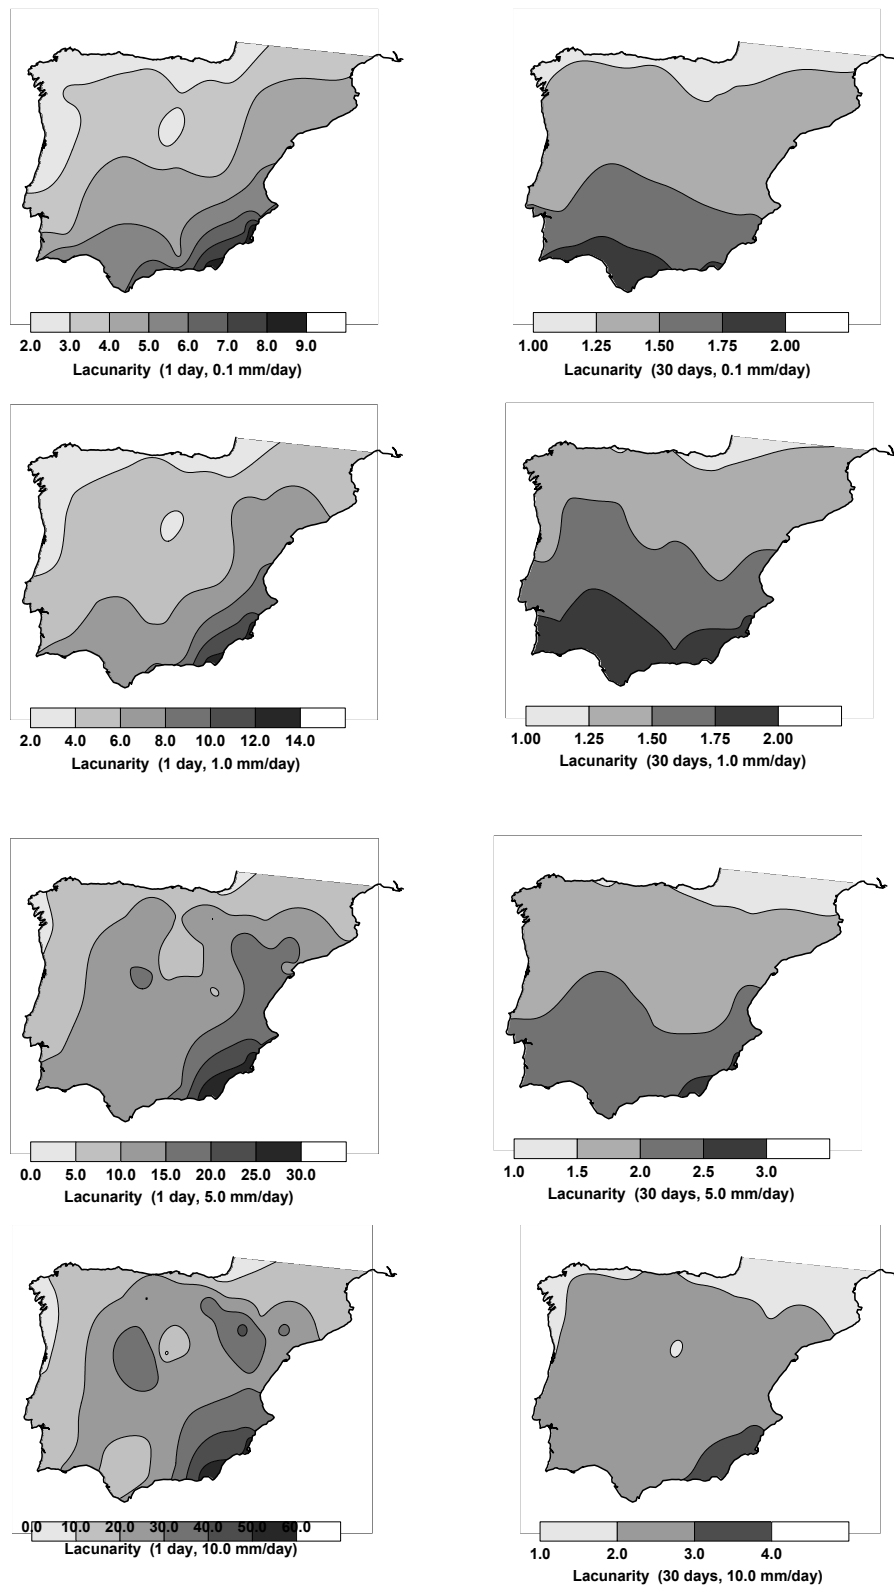 2.0 3.0 4.0 5.0 6.0 7.0 8.0 9.0
Lacunarity (1 day, 0.1 mm/day)
1.00 1.25 1.50 1.75 2.00
Lacunarity (30 days, 0.1 mm/day)
2.0 4.0 6.0 8.0 10.0 12.0 14.0
Lacunarity (1 day, 1.0 mm/day)
1.00 1.25 1.50 1.75 2.00
Lacunarity (30 days, 1.0 mm/day)
0.0 5.0 10.0 15.0 20.0 25.0 30.0
Lacunarity (1 day, 5.0 mm/day)
1.0 1.5 2.0 2.5 3.0
Lacunarity (30 days, 5.0 mm/day)
0.0 10.0 20.0 30.0 40.0 50.0 60.0
Lacunarity (1 day, 10.0 mm/day)
1.0 2.0 3.0 4.0
Lacunarity (30 days, 10.0 mm/day)